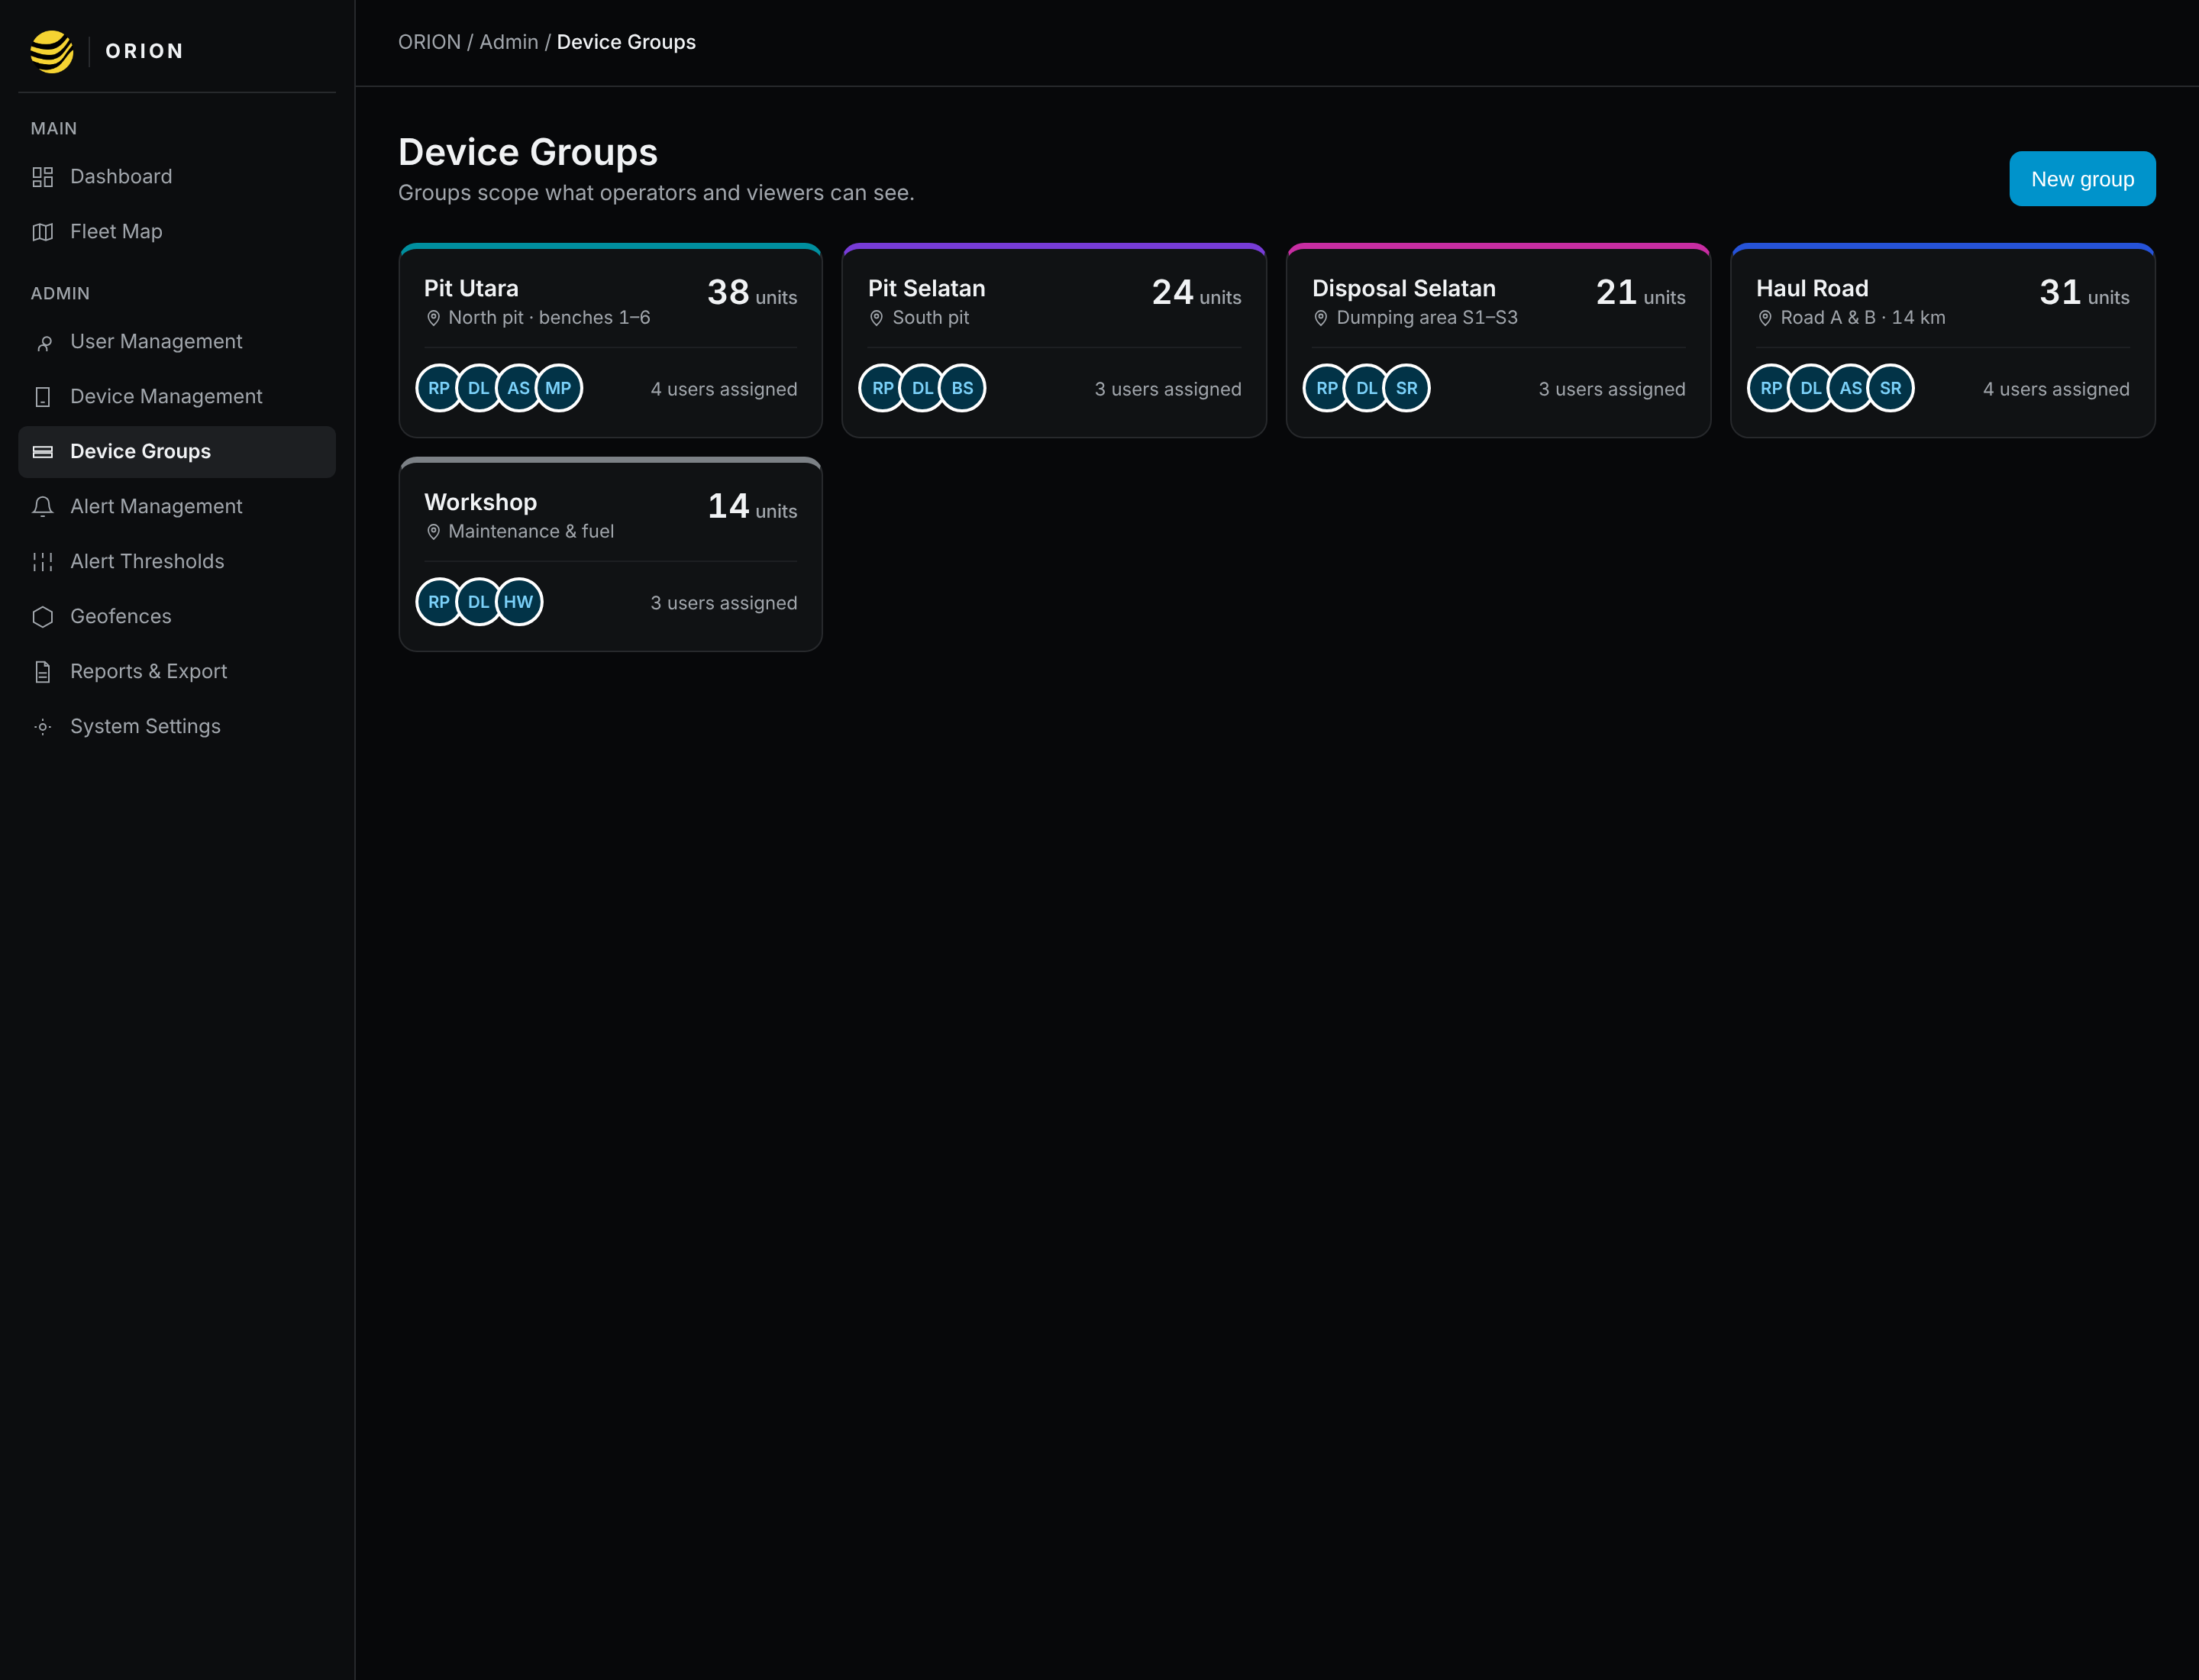 ORION
MAIN
Dashboard
Fleet Map
ADMIN
User Management
Device Management
Device Groups
Alert Management
Alert Thresholds
Geofences
Reports & Export
System Settings
ORION / Admin / Device Groups
Device Groups
Groups scope what operators and viewers can see.
New group
Pit Utara
38 units
North pit · benches 1–6
RP DL AS MP
4 users assigned
Pit Selatan
24 units
South pit
RP DL BS
3 users assigned
Disposal Selatan
21 units
Dumping area S1–S3
RP DL SR
3 users assigned
Haul Road
31 units
Road A & B · 14 km
RP DL AS SR
4 users assigned
Workshop
14 units
Maintenance & fuel
RP DL HW
3 users assigned